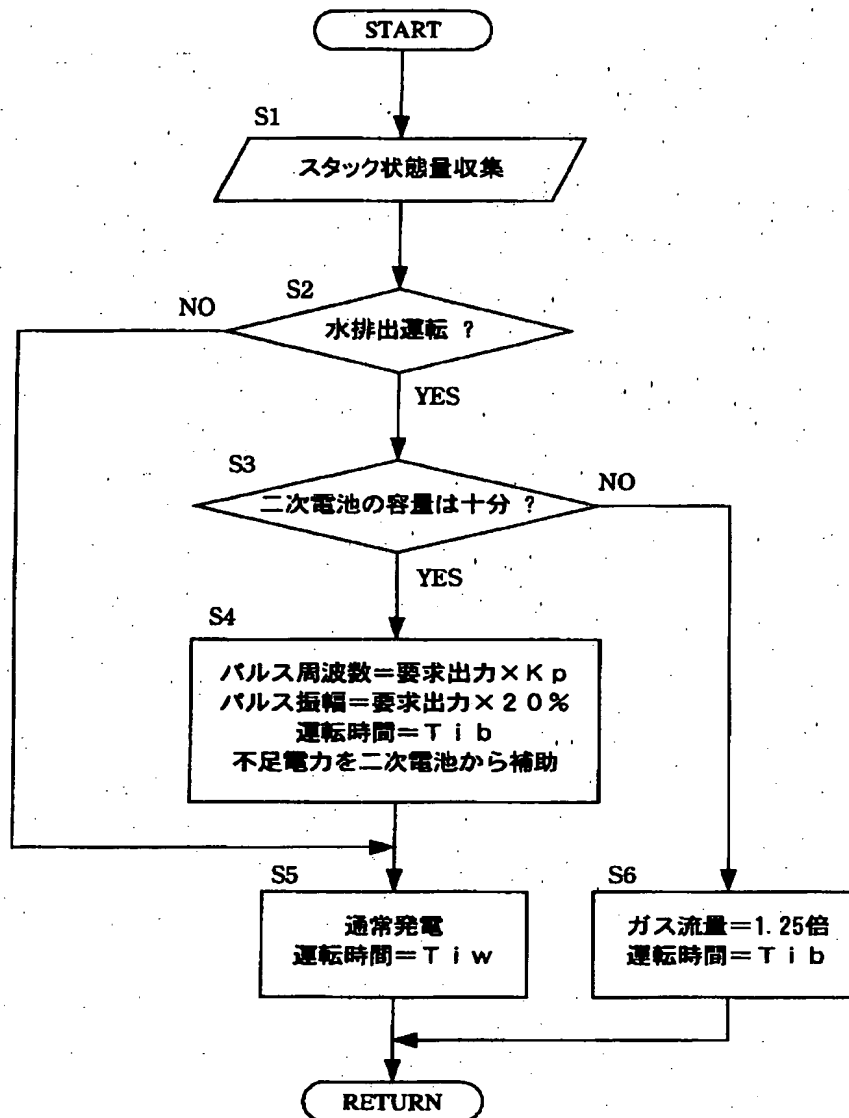 START
S1
スタック状態量収集
S2
NO
水排出運転 ?
YES
S3
NO
二次電池の容量は十分 ?
YES
S4
パルス周波数=要求出力×Kp
パルス振幅=要求出力×20%
運転時間=Tib
不足電力を二次電池から補助
S5
通常発電
運転時間=Tiw
S6
ガス流量=1.25倍
運転時間=Tib
RETURN